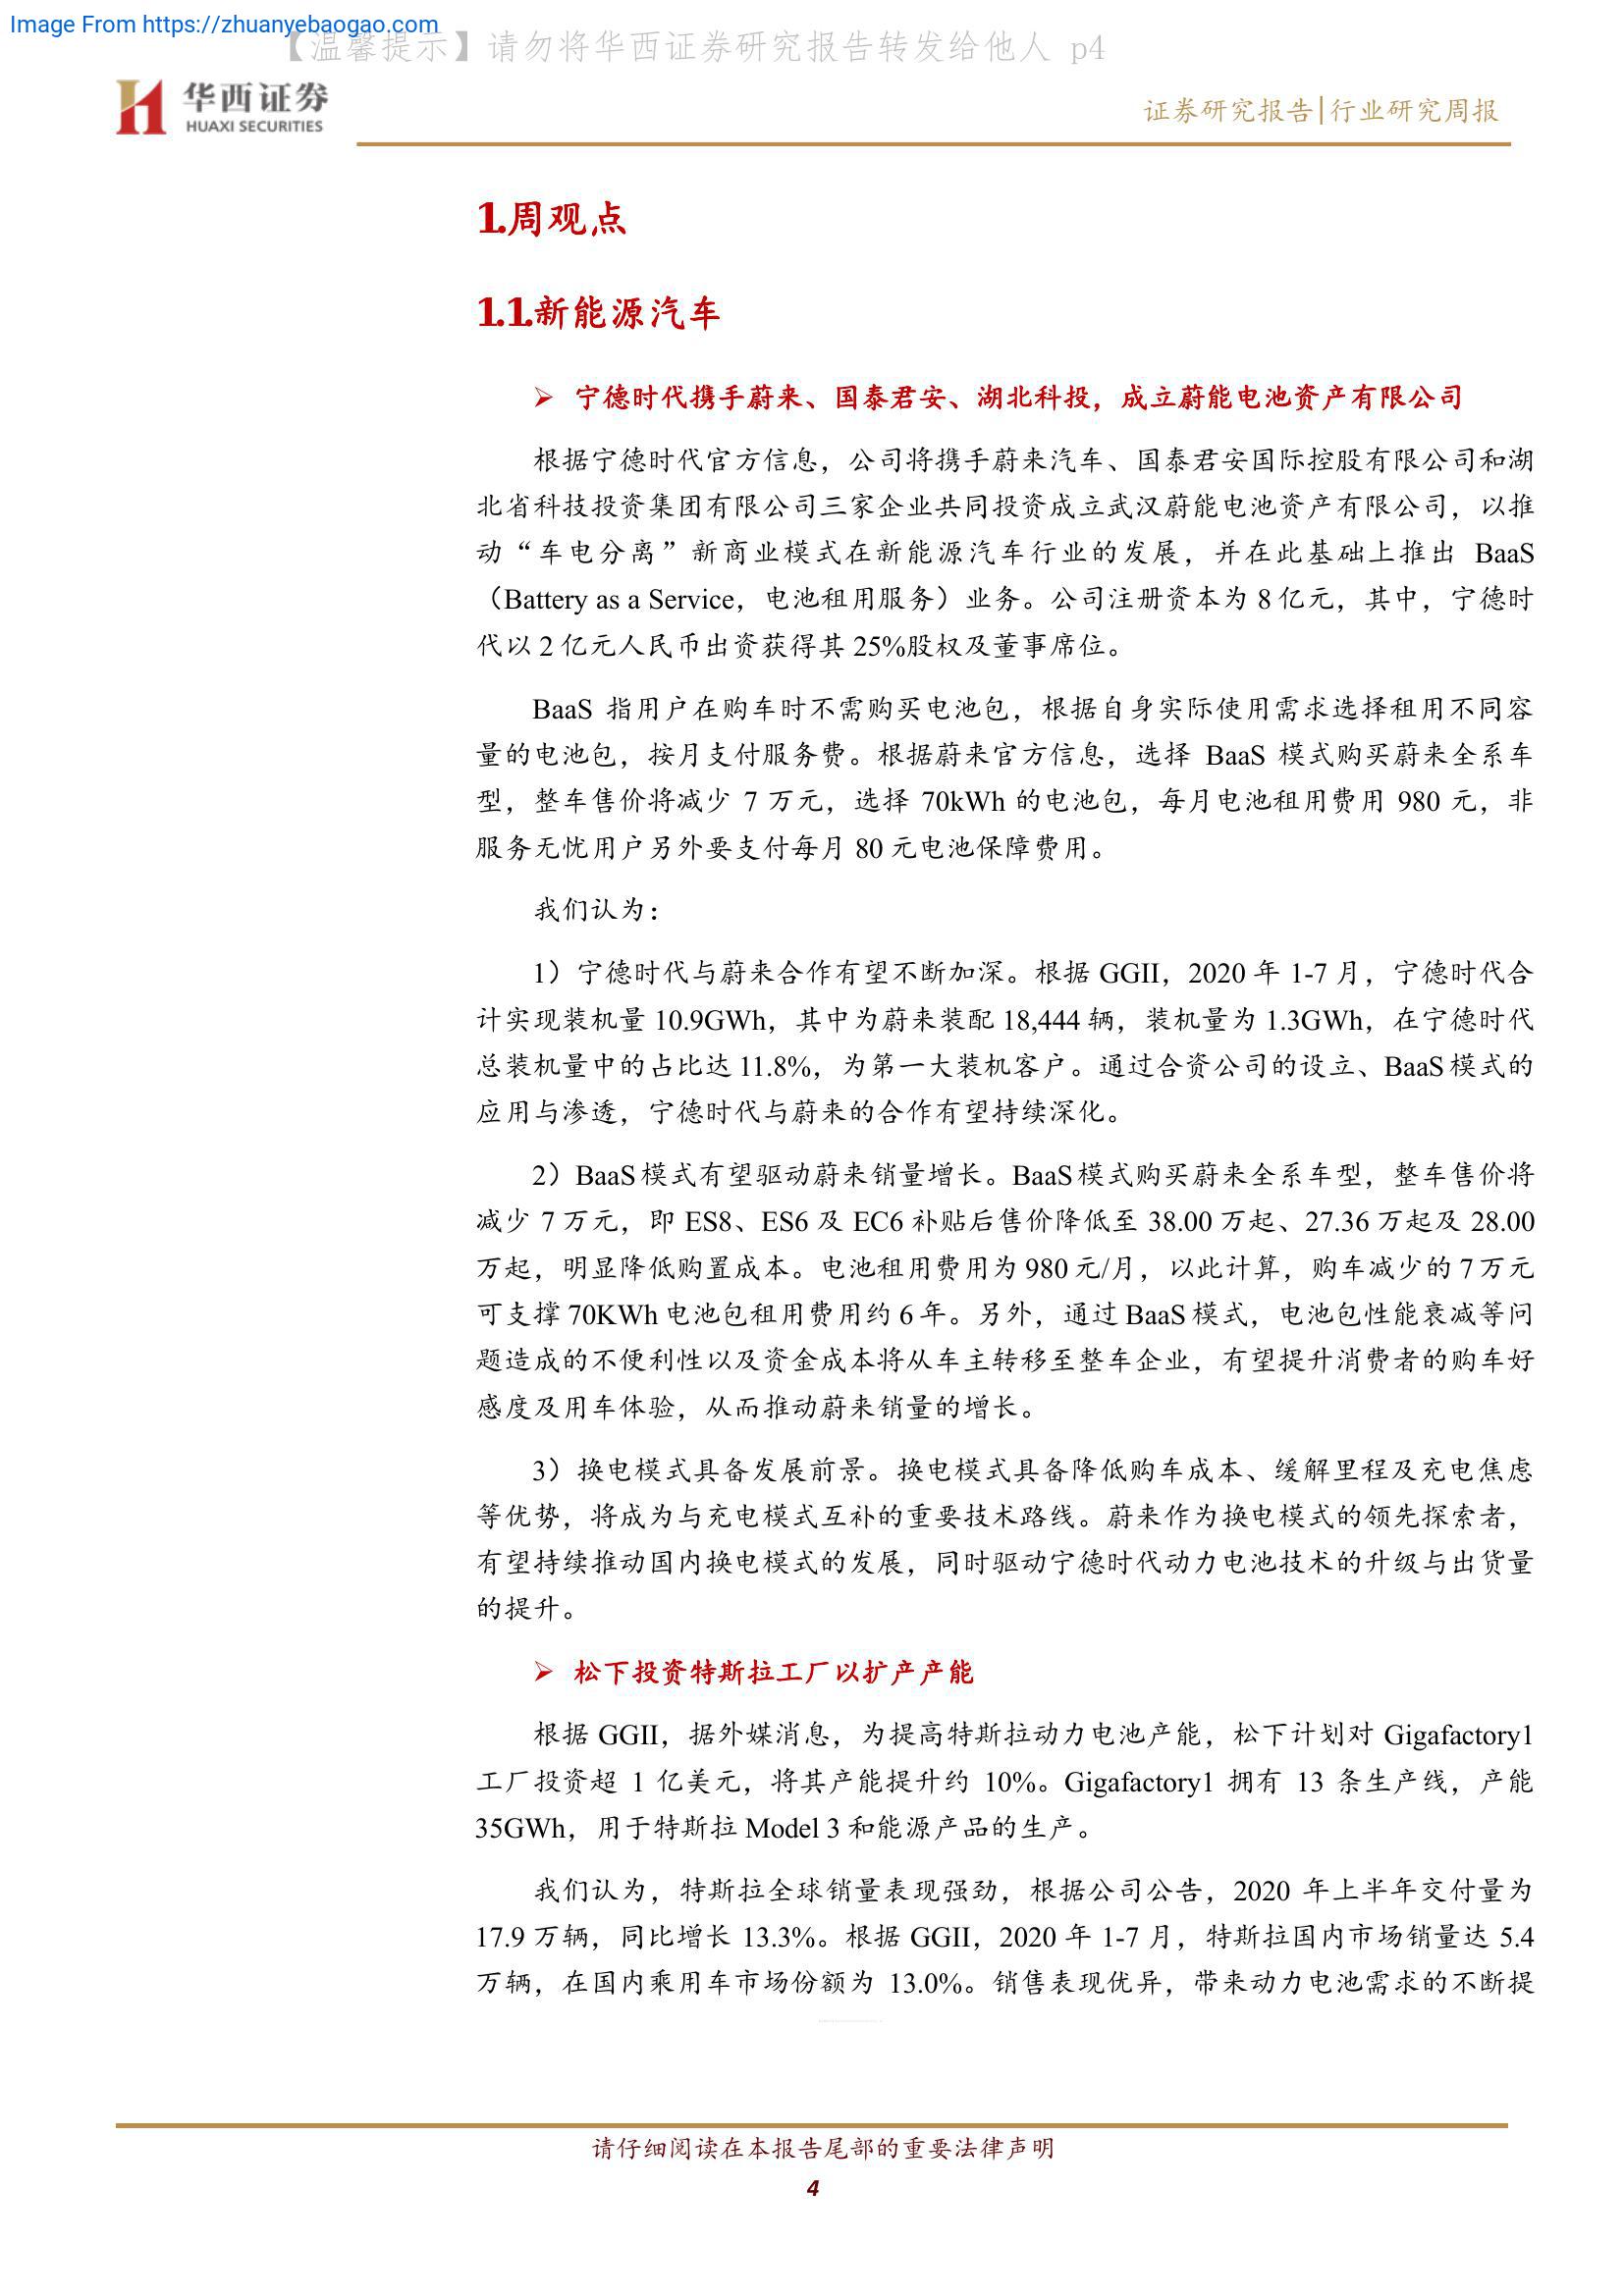 Image From https://zhuanyebaogao.com
【温馨提示】请勿将华西证券研究报告转发给他人 p4
华西证券
HUAXI SECURITIES
证券研究报告|行业研究周报
1.周观点
1.1.新能源汽车
➢ 宁德时代携手蔚来、国泰君安、湖北科投，成立蔚能电池资产有限公司
根据宁德时代官方信息，公司将携手蔚来汽车、国泰君安国际控股有限公司和湖
北省科技投资集团有限公司三家企业共同投资成立武汉蔚能电池资产有限公司，以推
动“车电分离”新商业模式在新能源汽车行业的发展，并在此基础上推出 BaaS
（Battery as a Service，电池租用服务）业务。公司注册资本为 8 亿元，其中，宁德时
代以 2 亿元人民币出资获得其 25%股权及董事席位。
BaaS 指用户在购车时不需购买电池包，根据自身实际使用需求选择租用不同容
量的电池包，按月支付服务费。根据蔚来官方信息，选择 BaaS 模式购买蔚来全系车
型，整车售价将减少 7 万元，选择 70kWh 的电池包，每月电池租用费用 980 元，非
服务无忧用户另外要支付每月 80 元电池保障费用。
我们认为：
1）宁德时代与蔚来合作有望不断加深。根据 GGII，2020 年 1-7 月，宁德时代合
计实现装机量 10.9GWh，其中为蔚来装配 18,444 辆，装机量为 1.3GWh，在宁德时代
总装机量中的占比达 11.8%，为第一大装机客户。通过合资公司的设立、BaaS 模式的
应用与渗透，宁德时代与蔚来的合作有望持续深化。
2）BaaS 模式有望驱动蔚来销量增长。BaaS 模式购买蔚来全系车型，整车售价将
减少 7 万元，即 ES8、ES6 及 EC6 补贴后售价降低至 38.00 万起、27.36 万起及 28.00
万起，明显降低购置成本。电池租用费用为 980 元/月，以此计算，购车减少的 7 万元
可支撑 70KWh 电池包租用费用约 6 年。另外，通过 BaaS 模式，电池包性能衰减等问
题造成的不便利性以及资金成本将从车主转移至整车企业，有望提升消费者的购车好
感度及用车体验，从而推动蔚来销量的增长。
3）换电模式具备发展前景。换电模式具备降低购车成本、缓解里程及充电焦虑
等优势，将成为与充电模式互补的重要技术路线。蔚来作为换电模式的领先探索者，
有望持续推动国内换电模式的发展，同时驱动宁德时代动力电池技术的升级与出货量
的提升。
➢ 松下投资特斯拉工厂以扩产产能
根据 GGII，据外媒消息，为提高特斯拉动力电池产能，松下计划对 Gigafactory1
工厂投资超 1 亿美元，将其产能提升约 10%。Gigafactory1 拥有 13 条生产线，产能
35GWh，用于特斯拉 Model 3 和能源产品的生产。
我们认为，特斯拉全球销量表现强劲，根据公司公告，2020 年上半年交付量为
17.9 万辆，同比增长 13.3%。根据 GGII，2020 年 1-7 月，特斯拉国内市场销量达 5.4
万辆，在国内乘用车市场份额为 13.0%。销售表现优异，带来动力电池需求的不断提
请仔细阅读在本报告尾部的重要法律声明
4